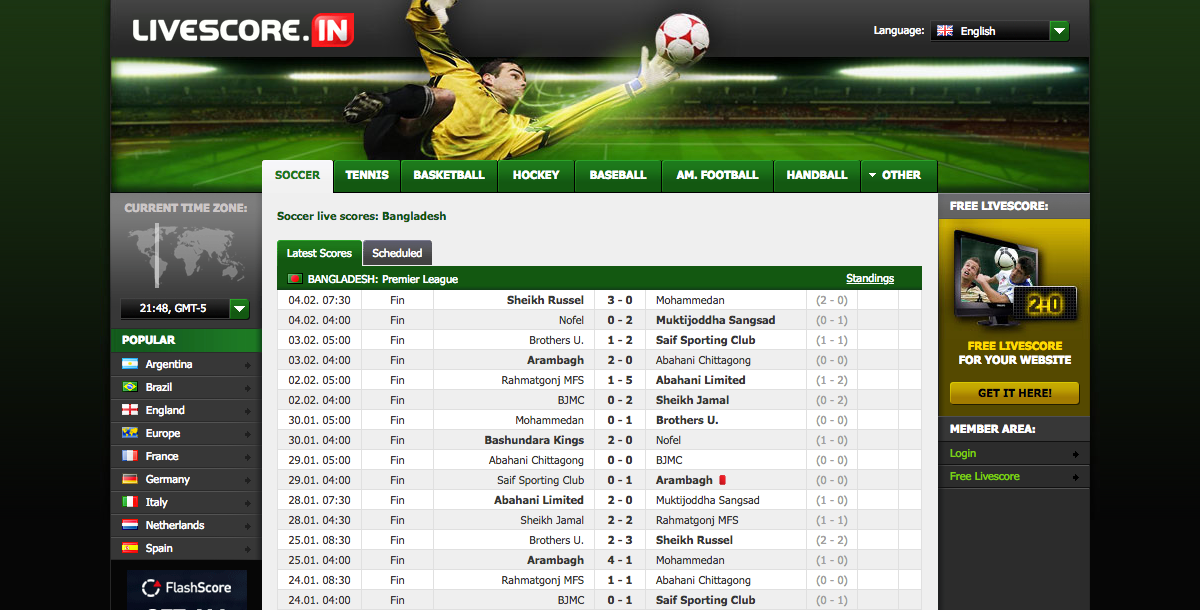 LIVESCORE.IN
Language: English
SOCCER TENNIS BASKETBALL HOCKEY BASEBALL AM. FOOTBALL HANDBALL OTHER
CURRENT TIME ZONE:
21:48, GMT-5
POPULAR
Argentina
Brazil
England
Europe
France
Germany
Italy
Netherlands
Spain
FlashScore
Soccer live scores: Bangladesh
Latest Scores Scheduled
BANGLADESH: Premier League Standings
04.02. 07:30 Fin Sheikh Russel 3 - 0 Mohammedan (2 - 0)
04.02. 04:00 Fin Nofel 0 - 2 Muktijoddha Sangsad (0 - 1)
03.02. 05:00 Fin Brothers U. 1 - 2 Saif Sporting Club (1 - 1)
03.02. 04:00 Fin Arambagh 2 - 0 Abahani Chittagong (0 - 0)
02.02. 05:00 Fin Rahmatgonj MFS 1 - 5 Abahani Limited (1 - 2)
02.02. 04:00 Fin BJMC 0 - 2 Sheikh Jamal (0 - 2)
30.01. 05:00 Fin Mohammedan 0 - 1 Brothers U. (0 - 0)
30.01. 04:00 Fin Bashundara Kings 2 - 0 Nofel (1 - 0)
29.01. 05:00 Fin Abahani Chittagong 0 - 0 BJMC (0 - 0)
29.01. 04:00 Fin Saif Sporting Club 0 - 1 Arambagh (0 - 0)
28.01. 07:30 Fin Abahani Limited 2 - 0 Muktijoddha Sangsad (1 - 0)
28.01. 04:30 Fin Sheikh Jamal 2 - 2 Rahmatgonj MFS (1 - 1)
25.01. 08:30 Fin Brothers U. 2 - 3 Sheikh Russel (2 - 2)
25.01. 04:00 Fin Arambagh 4 - 1 Mohammedan (1 - 0)
24.01. 08:30 Fin Rahmatgonj MFS 1 - 1 Abahani Chittagong (0 - 0)
24.01. 04:00 Fin BJMC 0 - 1 Saif Sporting Club (0 - 1)
FREE LIVESCORE:
2:0
FREE LIVESCORE
FOR YOUR WEBSITE
GET IT HERE!
MEMBER AREA:
Login
Free Livescore